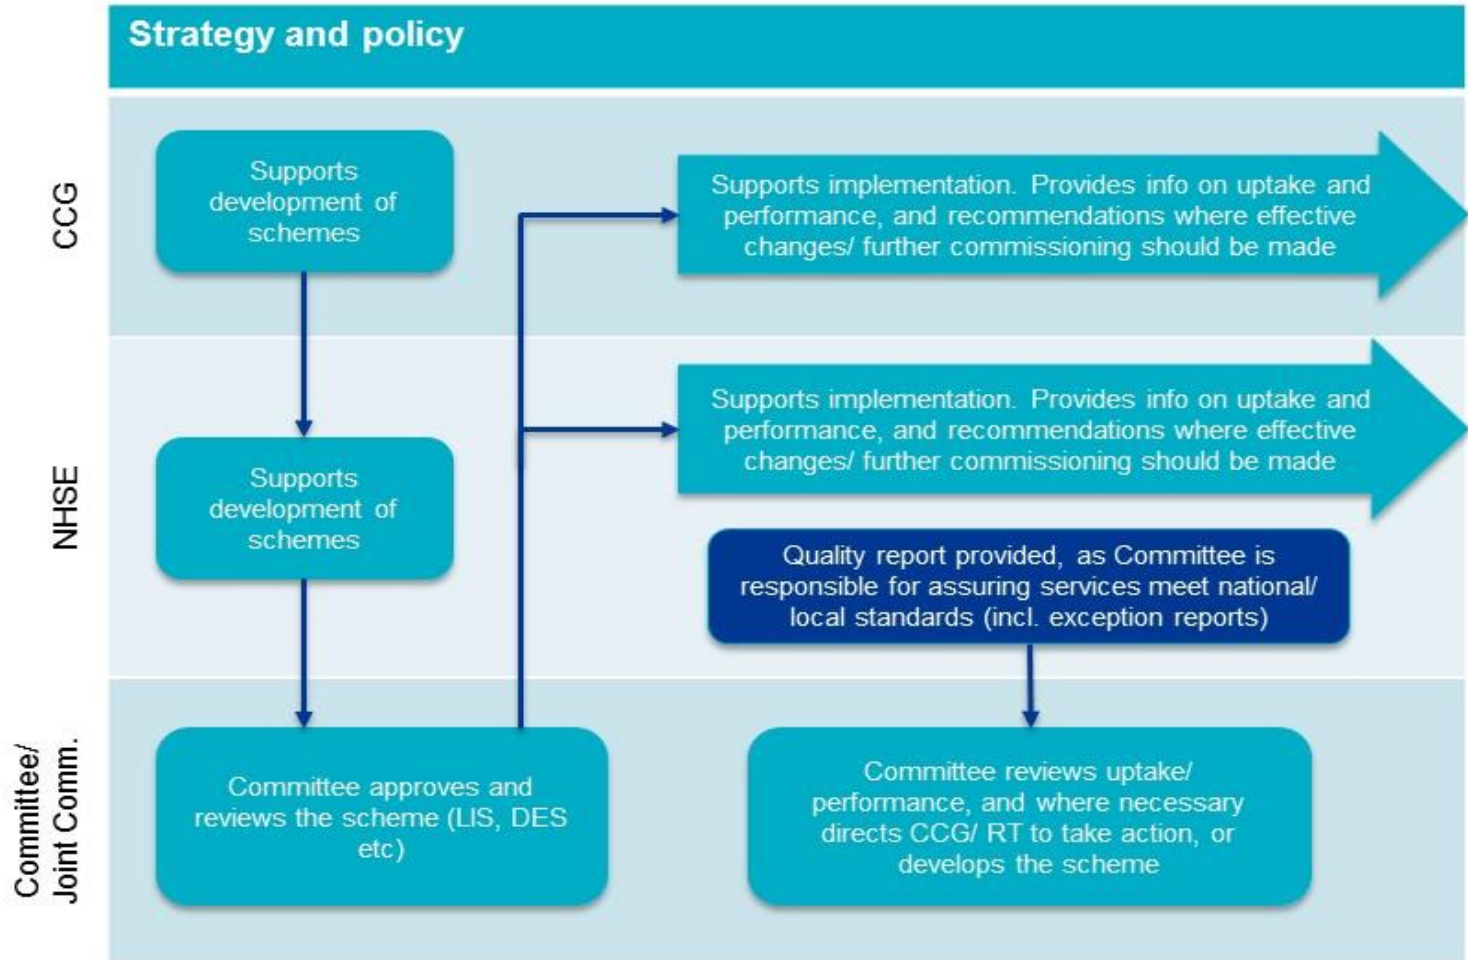 Strategy and policy
CCG
Supports
development of
schemes
Supports implementation. Provides info on uptake and
performance, and recommendations where effective
changes/ further commissioning should be made
NHSE
Supports
development of
schemes
Supports implementation. Provides info on uptake and
performance, and recommendations where effective
changes/ further commissioning should be made
Quality report provided, as Committee is
responsible for assuring services meet national/
local standards (incl. exception reports)
Committee/
Joint Comm.
Committee approves and
reviews the scheme (LIS, DES
etc)
Committee reviews uptake/
performance, and where necessary
directs CCG/ RT to take action, or
develops the scheme